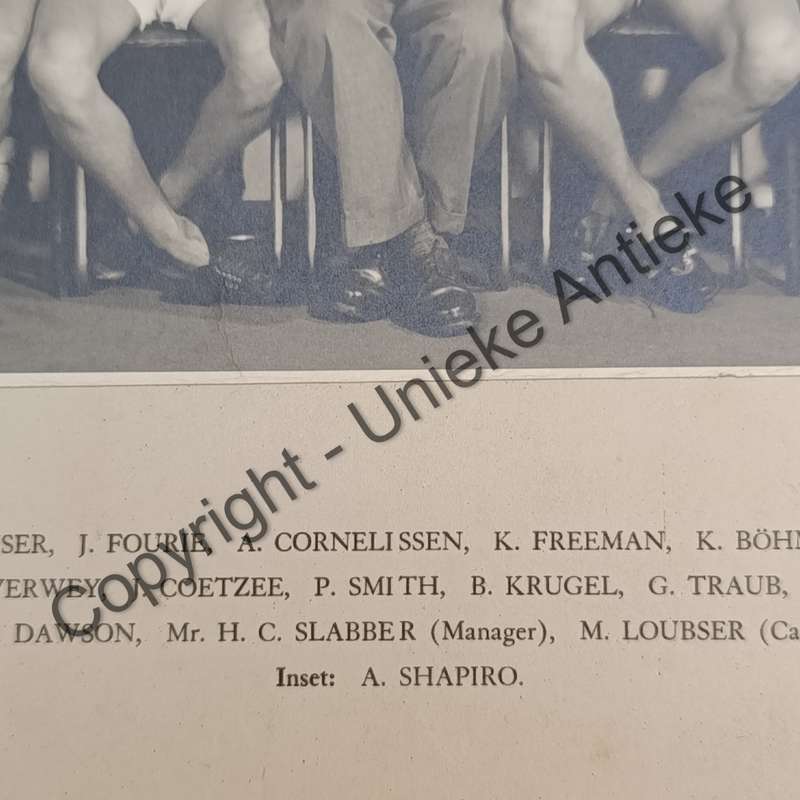 Copyright - Unieke Antieke
SER, J. FOURIE, A. CORNELISSEN, K. FREEMAN, K. BÖHM
VERWEY, J. COETZEE, P. SMITH, B. KRUGEL, G. TRAUB,
DAWSON, Mr. H. C. SLABBER (Manager), M. LOUBSER (Ca
Inset: A. SHAPIRO.